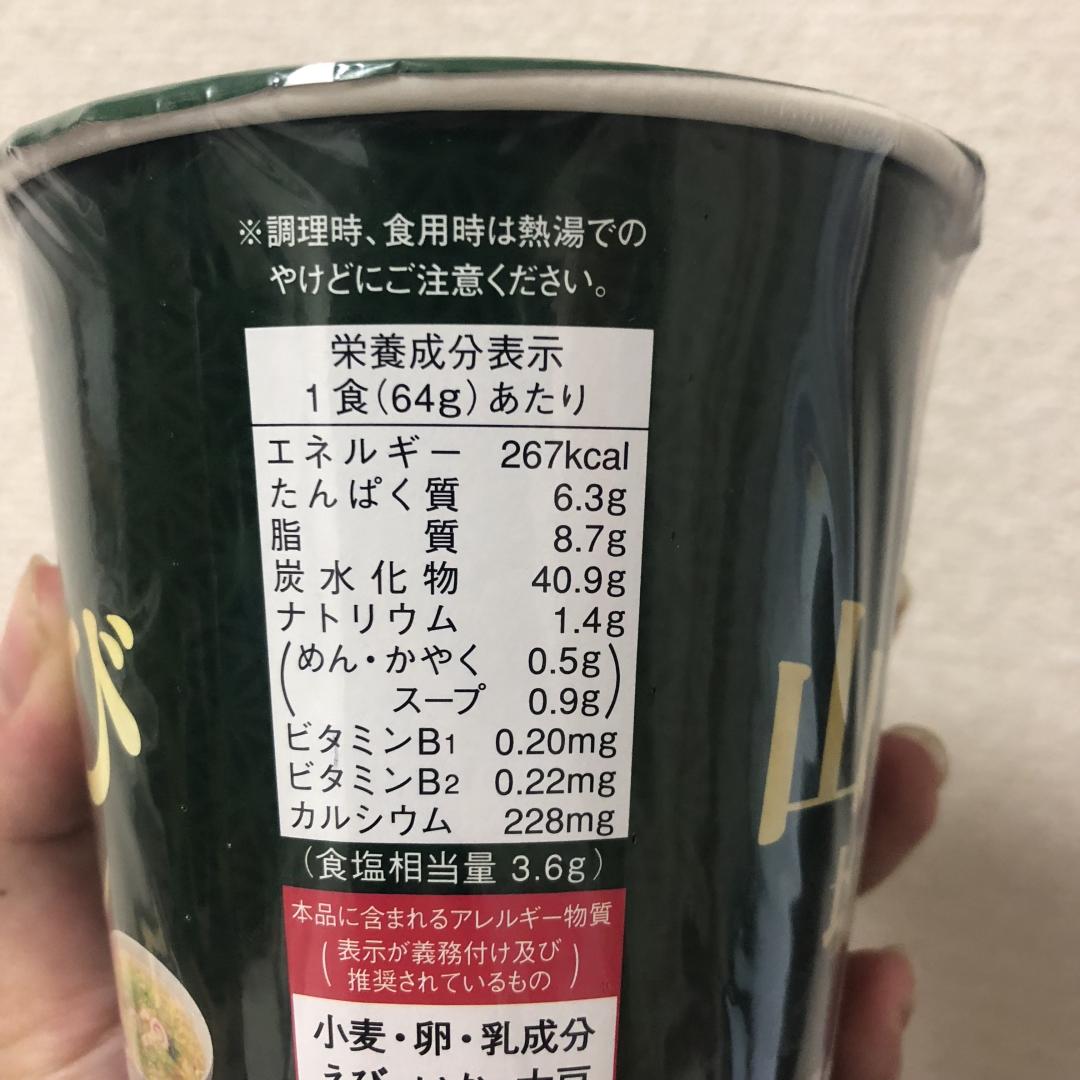 ※調理時、食用時は熱湯での
やけどにご注意ください。
栄養成分表示
1食(64g)あたり
エネルギー 267kcal
たんぱく質 6.3g
脂質 8.7g
炭水化物 40.9g
ナトリウム 1.4g
(めん・かやく 0.5g
スープ 0.9g)
ビタミンB1 0.20mg
ビタミンB2 0.22mg
カルシウム 228mg
(食塩相当量 3.6g)
本品に含まれるアレルギー物質
(表示が義務付け及び
推奨されているもの)
小麦・卵・乳成分
び
山